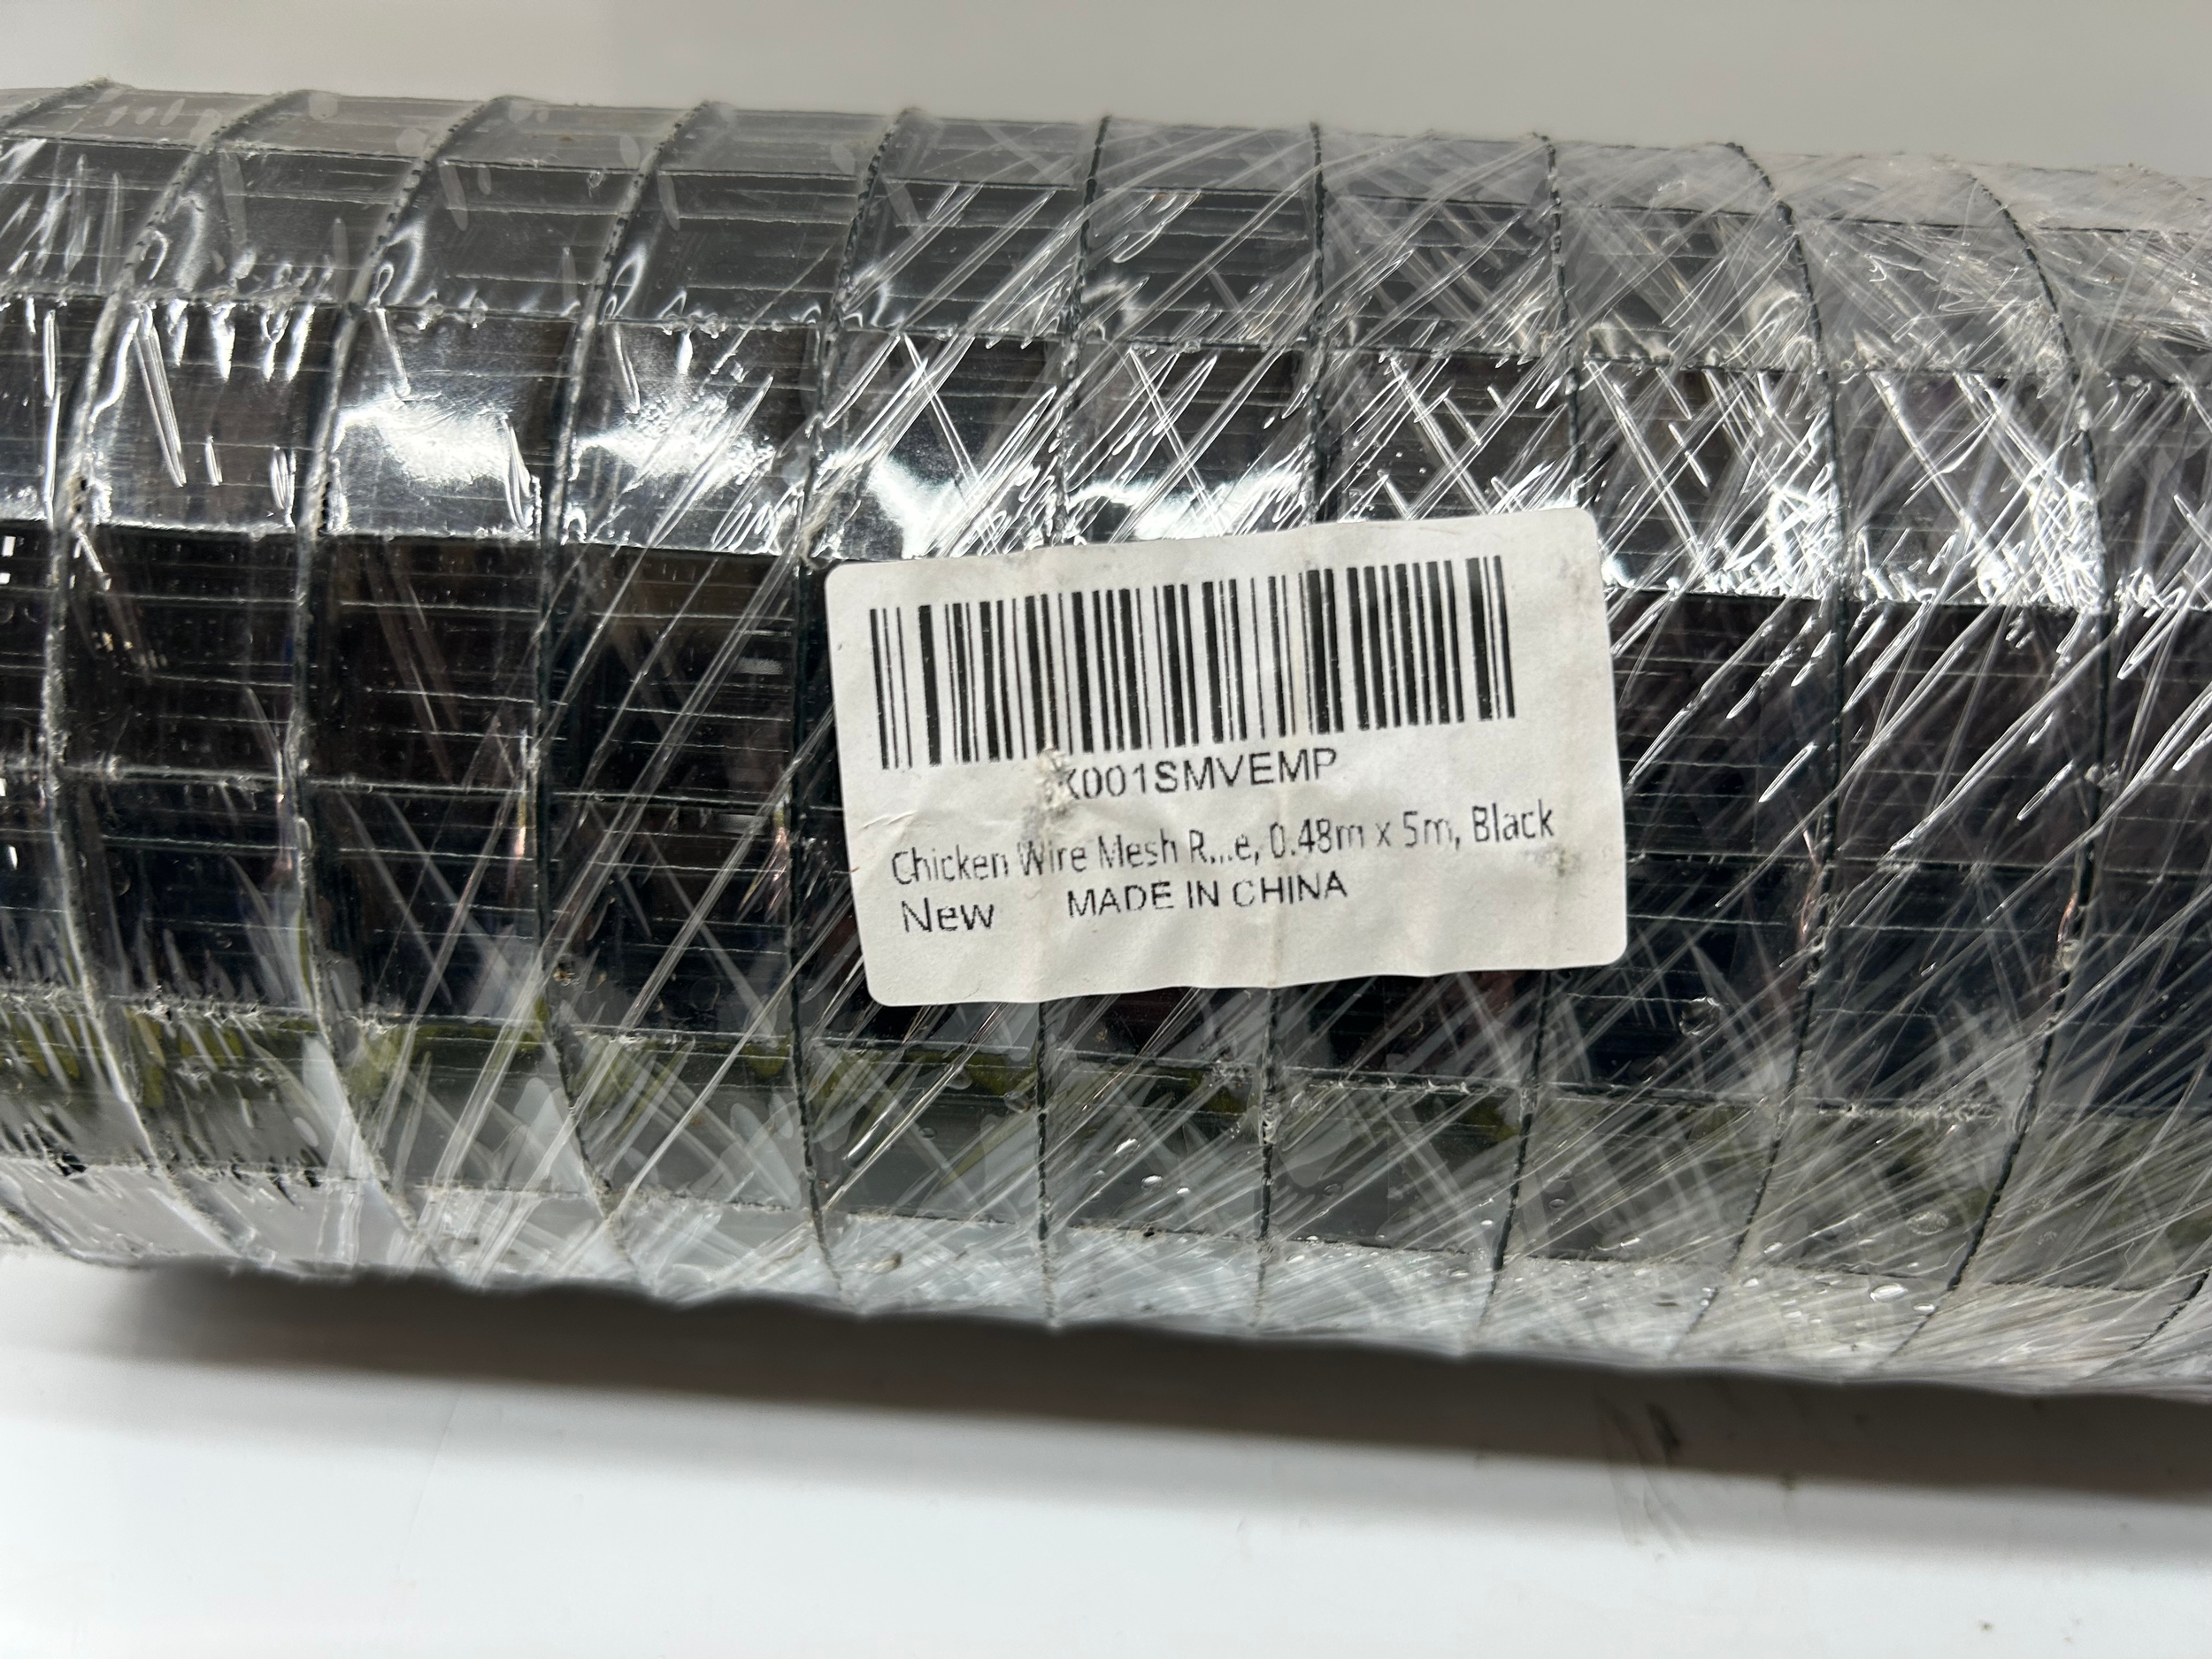 X001SMVEMP
Chicken Wire Mesh R...e, 0.48m x 5m, Black
New MADE IN CHINA